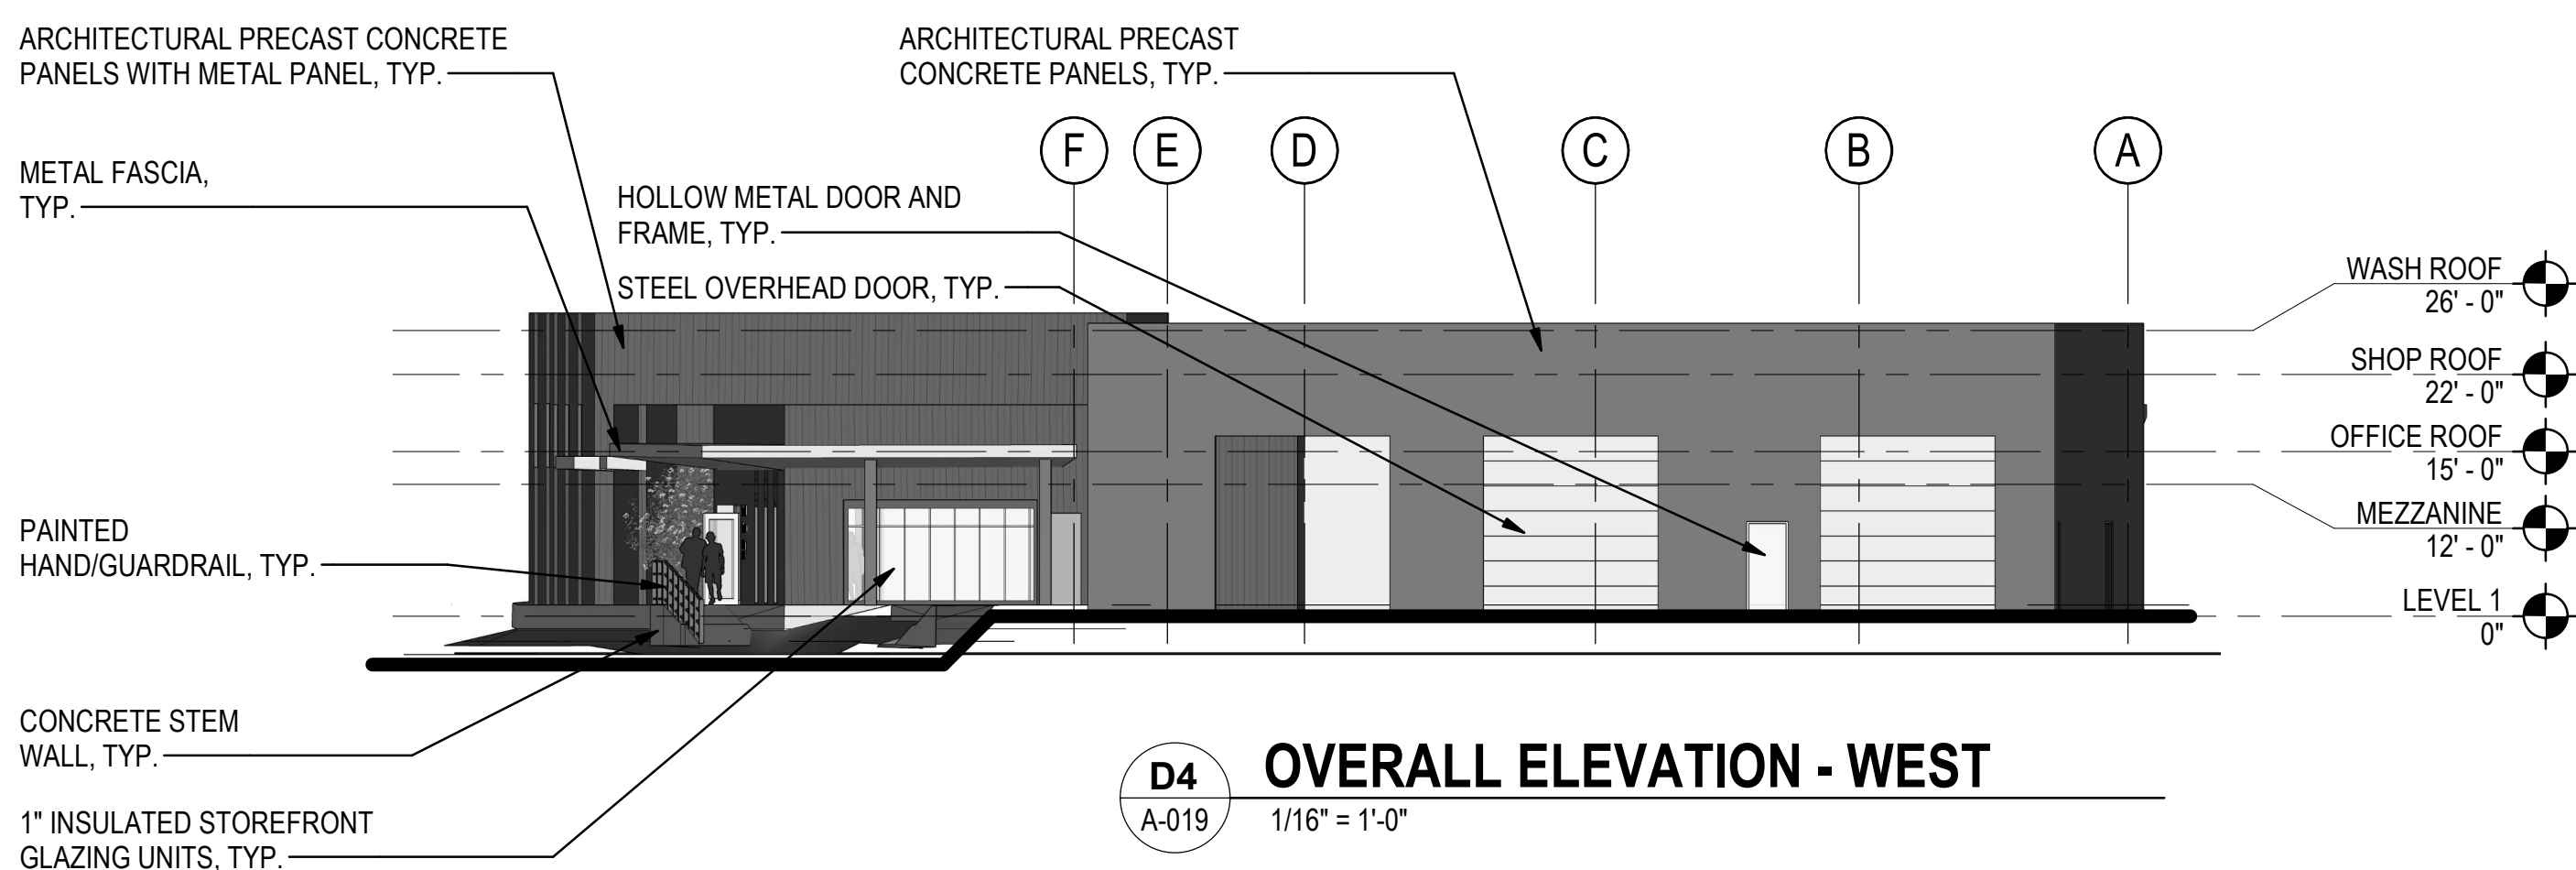 ARCHITECTURAL PRECAST CONCRETE
PANELS WITH METAL PANEL, TYP.
ARCHITECTURAL PRECAST
CONCRETE PANELS, TYP.
F
E
D
C
B
A
METAL FASCIA,
TYP.
HOLLOW METAL DOOR AND
FRAME, TYP.
STEEL OVERHEAD DOOR, TYP.
WASH ROOF
26' - 0"
SHOP ROOF
22' - 0"
OFFICE ROOF
15' - 0"
MEZZANINE
12' - 0"
LEVEL 1
0"
PAINTED
HAND/GUARDRAIL, TYP.
CONCRETE STEM
WALL, TYP.
1" INSULATED STOREFRONT
GLAZING UNITS, TYP.
D4
A-019
OVERALL ELEVATION - WEST
1/16" = 1'-0"